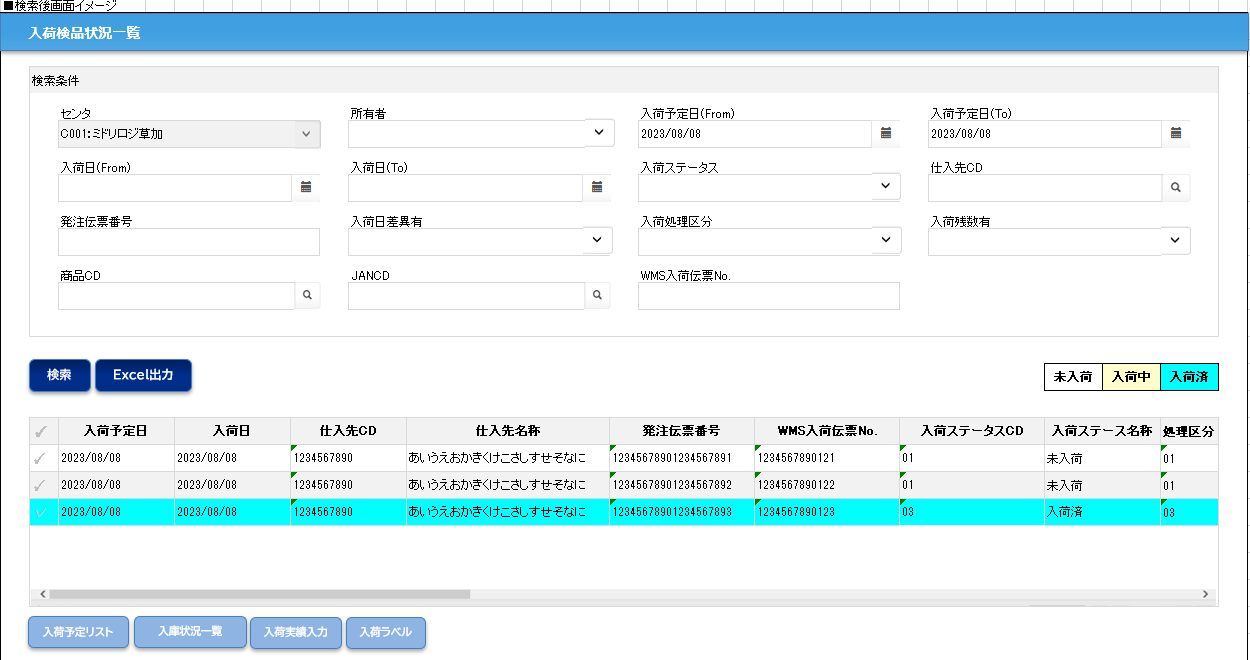 ■検索後画面イメージ
入荷検品状況一覧
検索条件
センタ 所有者 入荷予定日(From) 入荷予定日(To)
C001:ミドリロジ草加 2023/08/08 2023/08/08
入荷日(From) 入荷日(To) 入荷ステータス 仕入先CD
発注伝票番号 入荷日差異有 入荷処理区分 入荷残数有
商品CD JANCD WMS入荷伝票No.
検索 Excel出力 未入荷 入荷中 入荷済
入荷予定日 入荷日 仕入先CD 仕入先名称 発注伝票番号 WMS入荷伝票No. 入荷ステータスCD 入荷ステース名称 処理区分
2023/08/08 2023/08/08 1234567890 あいうえおかきくけこさしすせそなに 12345678901234567891 1234567890121 01 未入荷 01
2023/08/08 2023/08/08 1234567890 あいうえおかきくけこさしすせそなに 12345678901234567892 1234567890122 01 未入荷 01
2023/08/08 2023/08/08 1234567890 あいうえおかきくけこさしすせそなに 12345678901234567893 1234567890123 03 入荷済 03
入荷予定リスト 入庫状況一覧 入荷実績入力 入荷ラベル